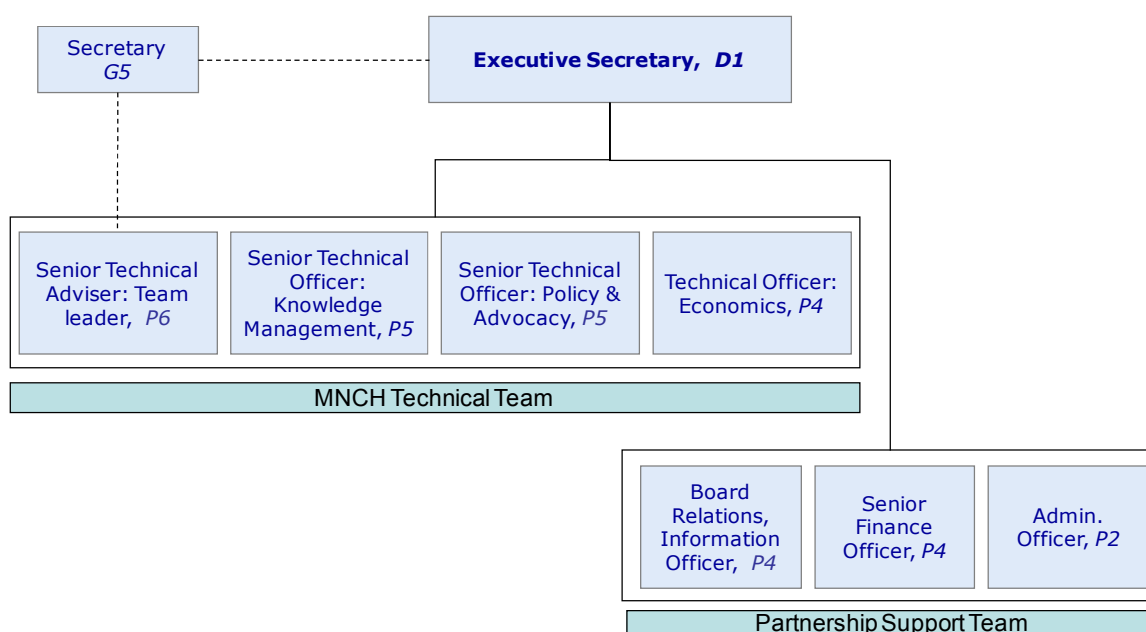 Secretary
G5
Executive Secretary, D1
Senior Technical
Adviser: Team
leader, P6
Senior Technical
Officer:
Knowledge
Management, P5
Senior Technical
Officer: Policy &
Advocacy, P5
Technical Officer:
Economics, P4
MNCH Technical Team
Board
Relations,
Information
Officer, P4
Senior
Finance
Officer, P4
Admin.
Officer, P2
Partnership Support Team